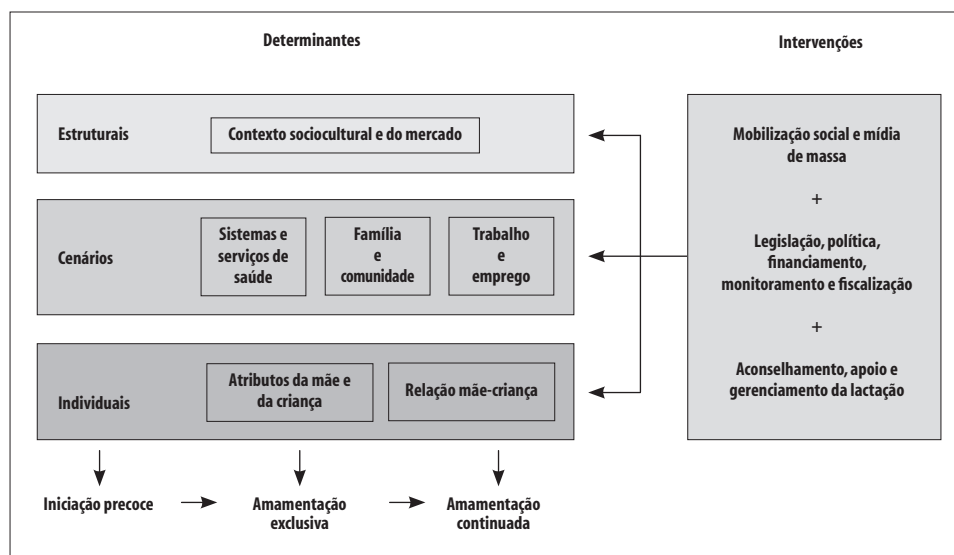 Determinantes
Intervenções
Estruturais
Contexto sociocultural e do mercado
Cenários
Sistemas e
serviços de
saúde
Família
e
comunidade
Trabalho
e
emprego
Individuais
Atributos da mãe e
da criança
Relação mãe-criança
Iniciação precoce
Amamentação
exclusiva
Amamentação
continuada
Mobilização social e mídia
de massa
+
Legislação, política,
financiamento,
monitoramento e fiscalização
+
Aconselhamento, apoio e
gerenciamento da lactação